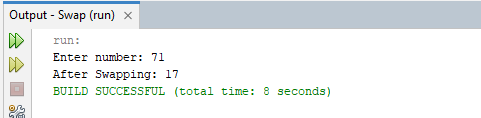 Output - Swap (run)
run:
Enter number: 71
After Swapping: 17
BUILD SUCCESSFUL (total time: 8 seconds)